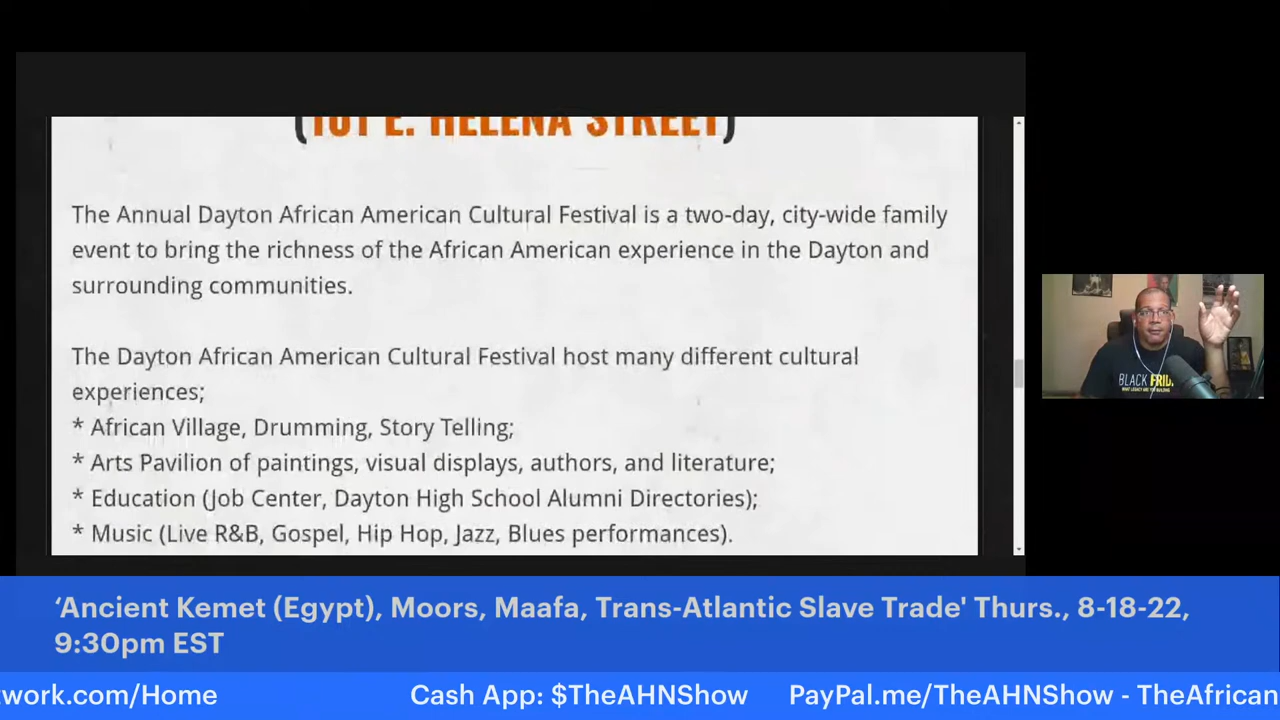 (101 E. HELENA STREET)
The Annual Dayton African American Cultural Festival is a two-day, city-wide family
event to bring the richness of the African American experience in the Dayton and
surrounding communities.
The Dayton African American Cultural Festival host many different cultural
experiences;
* African Village, Drumming, Story Telling;
* Arts Pavilion of paintings, visual displays, authors, and literature;
* Education (Job Center, Dayton High School Alumni Directories);
* Music (Live R&B, Gospel, Hip Hop, Jazz, Blues performances).
BLACK
‘Ancient Kemet (Egypt), Moors, Maafa, Trans-Atlantic Slave Trade' Thurs., 8-18-22,
9:30pm EST
twork.com/Home Cash App: $TheAHNShow PayPal.me/TheAHNShow - TheAfrican